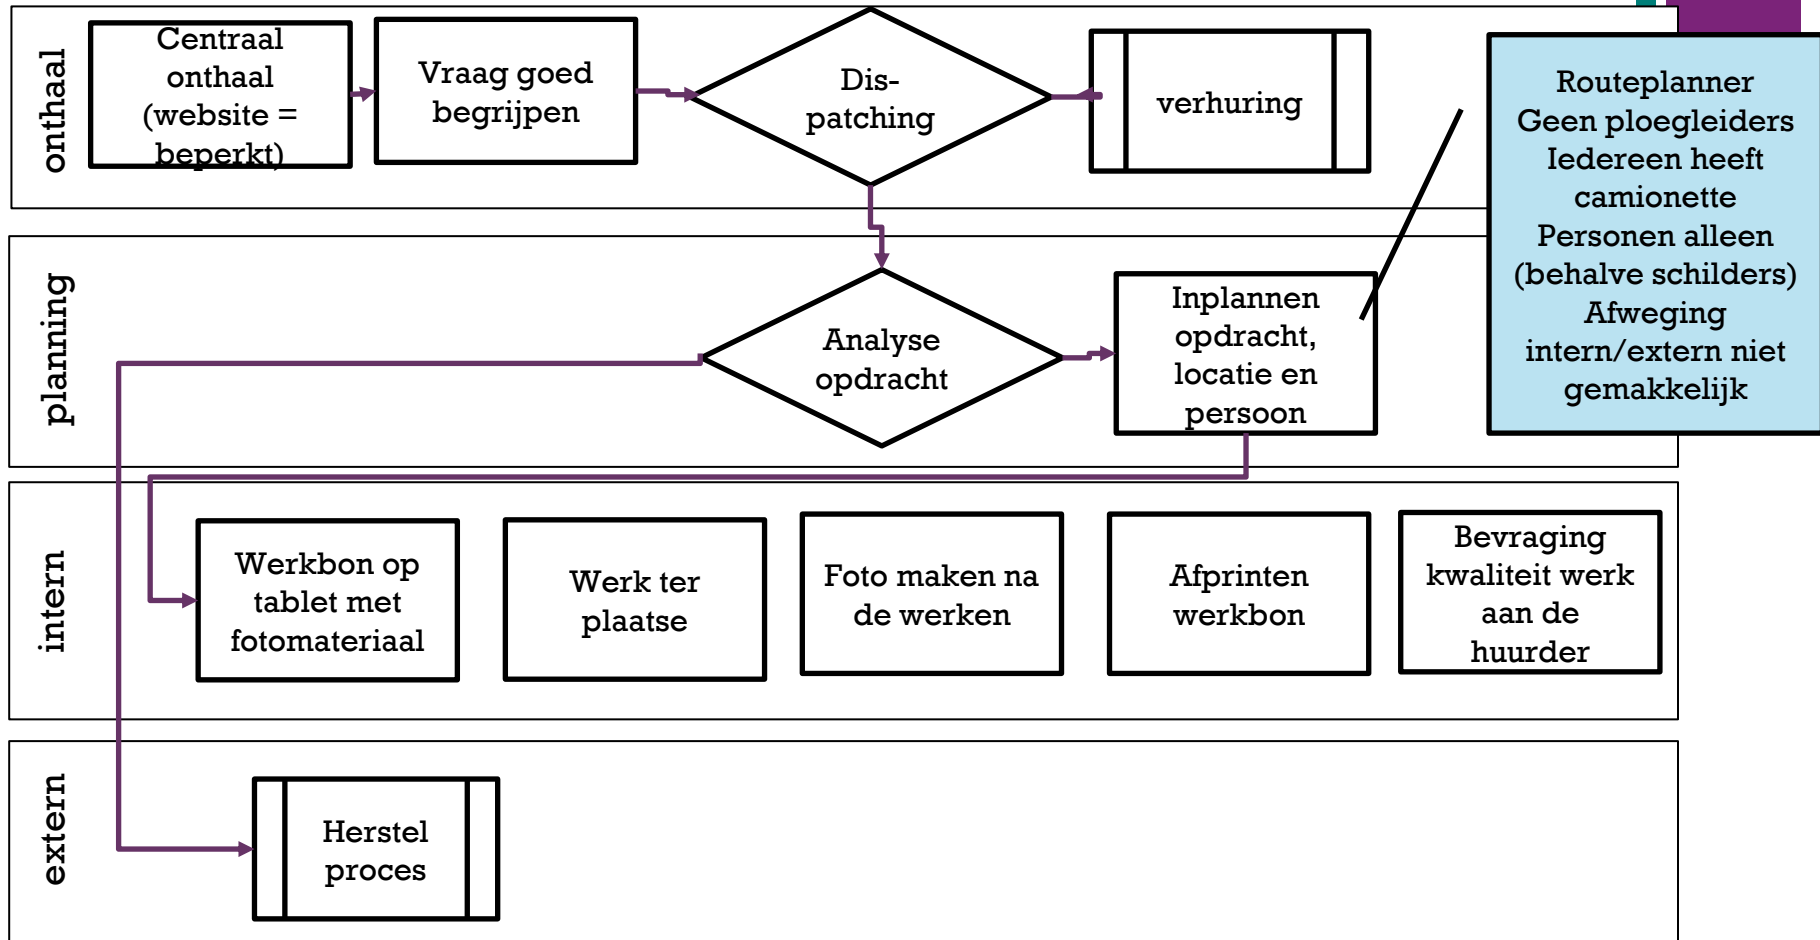 onthaal
Centraal
onthaal
(website =
beperkt)
Vraag goed
begrijpen
Dis-
patching
verhuring
Routeplanner
Geen ploegleiders
Iedereen heeft
camionette
Personen alleen
(behalve schilders)
Afweging
intern/extern niet
gemakkelijk
planning
Analyse
opdracht
Inplannen
opdracht,
locatie en
persoon
intern
Werkbon op
tablet met
fotomateriaal
Werk ter
plaatse
Foto maken na
de werken
Afprinten
werkbon
Bevraging
kwaliteit werk
aan de
huurder
extern
Herstel
proces